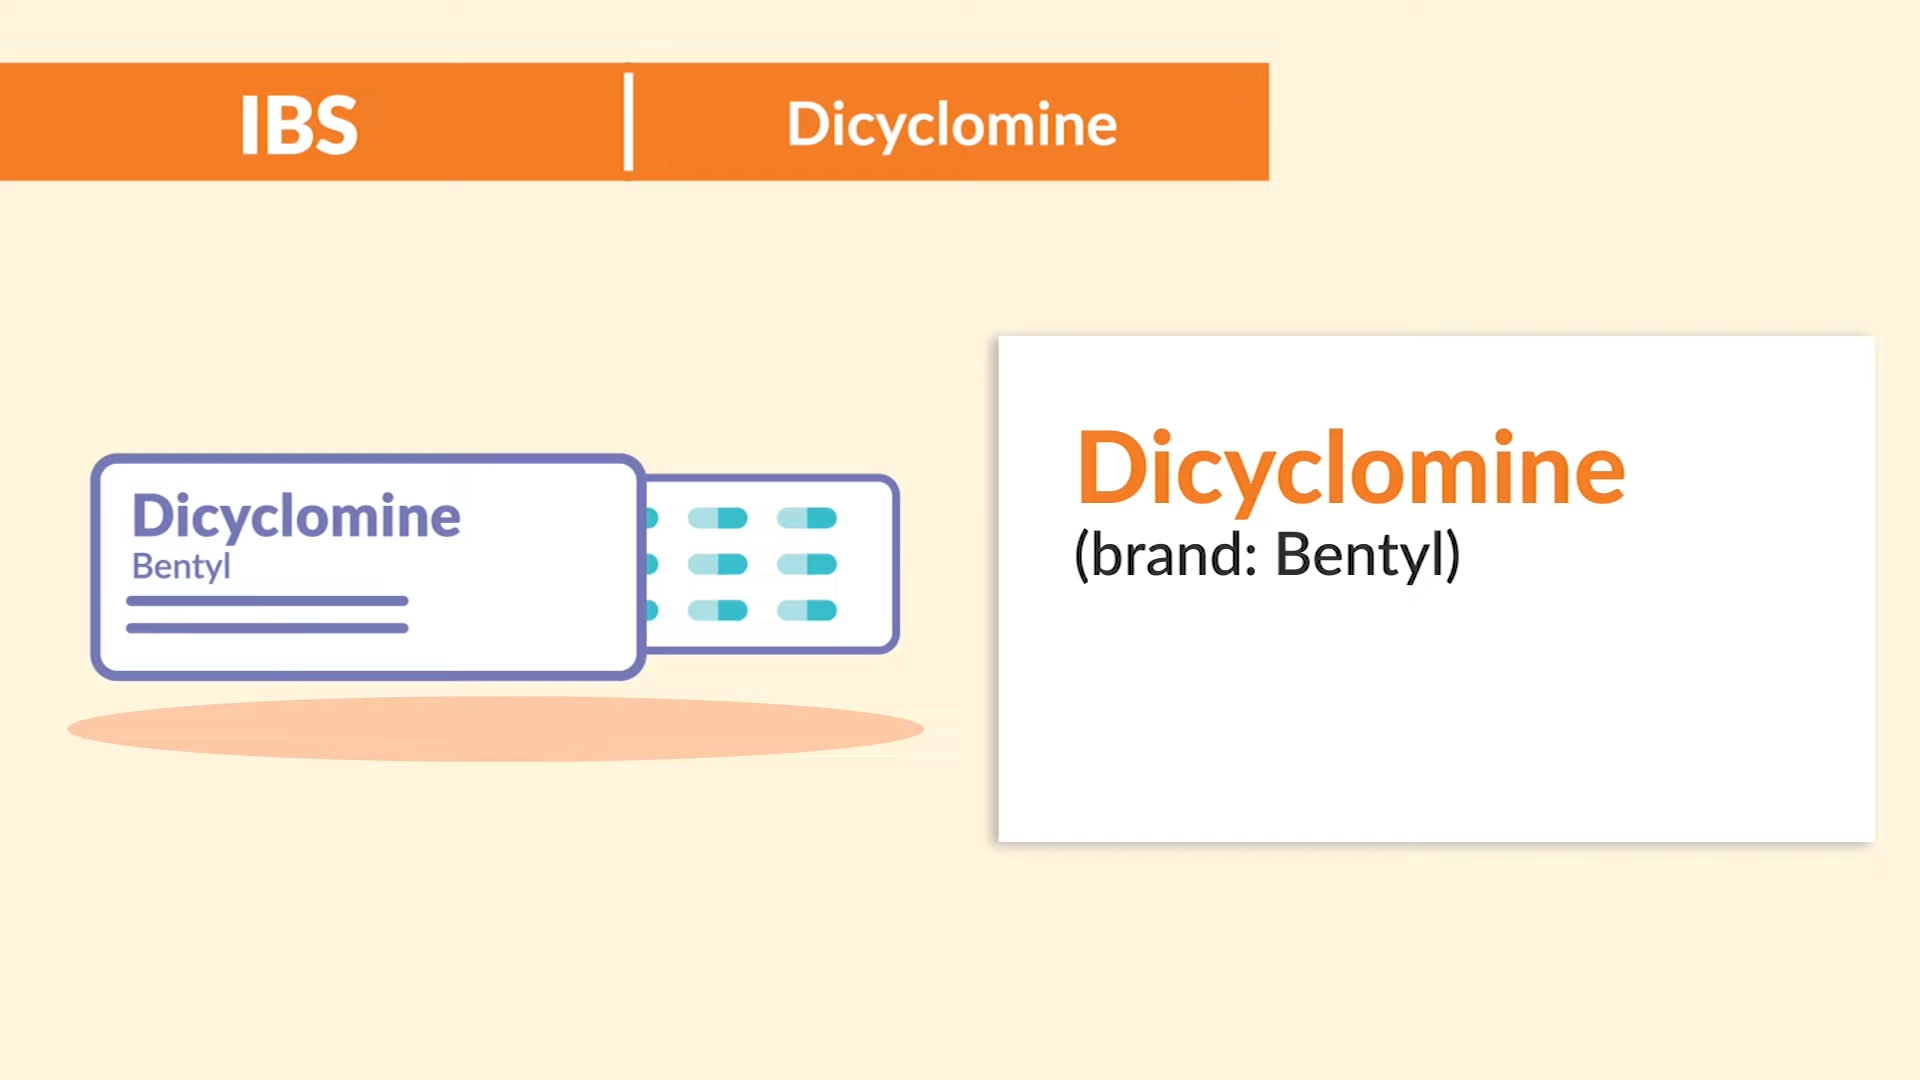 IBS
Dicyclomine
Dicyclomine
Bentyl
Dicyclomine
(brand: Bentyl)